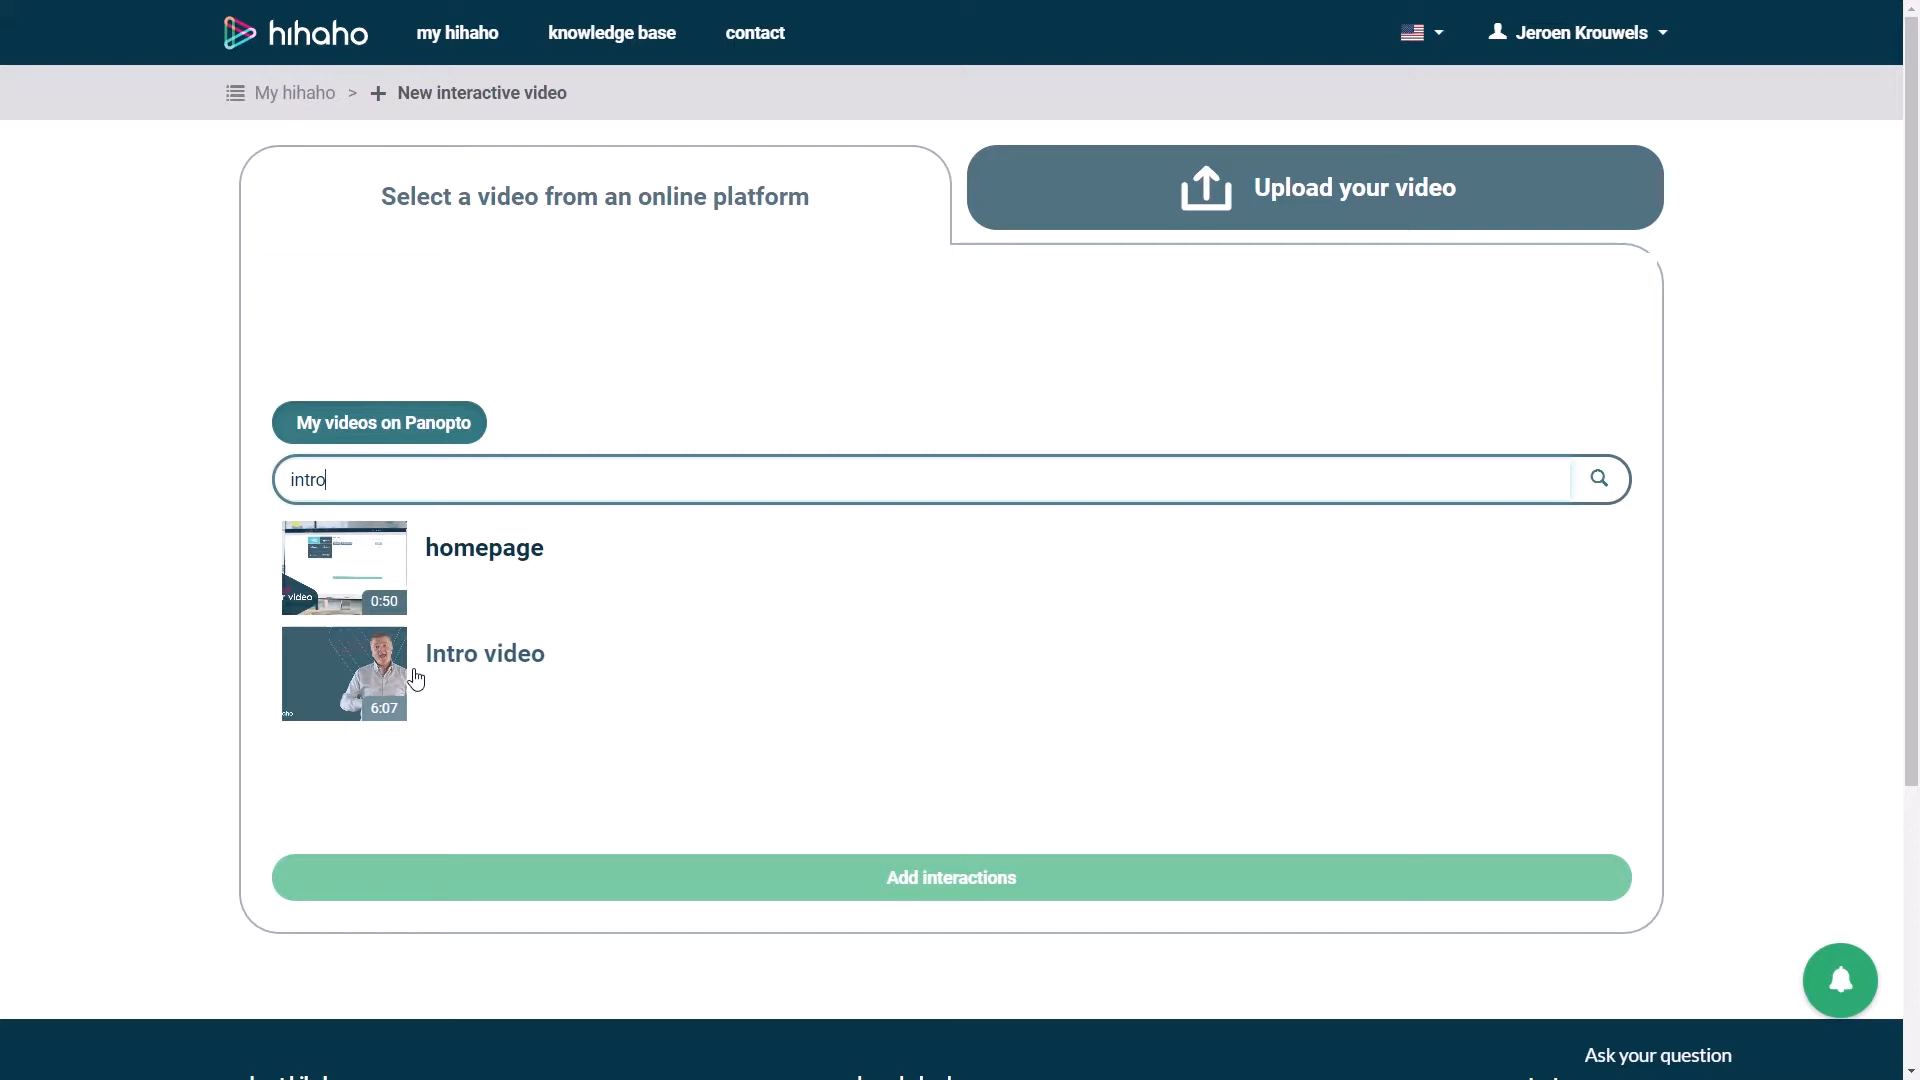 hihaho
my hihaho
knowledge base
contact
Jeroen Krouwels
My hihaho > + New interactive video
Select a video from an online platform
Upload your video
My videos on Panopto
intro
homepage
video
0:50
Intro video
6:07
Add interactions
Ask your question